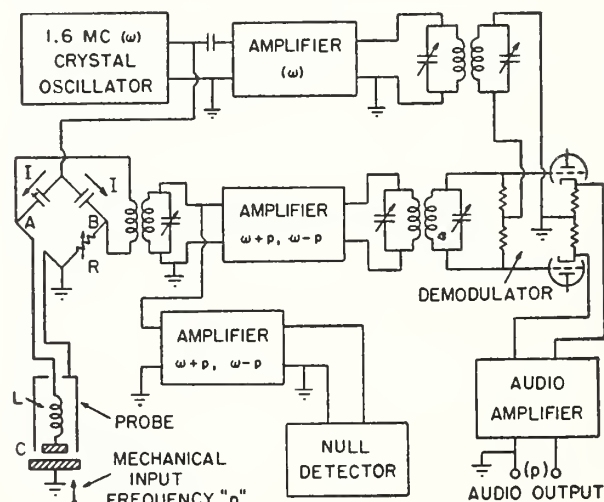 1.6 MC (ω)
CRYSTAL
OSCILLATOR
AMPLIFIER
(ω)
I
I
A
B
R
AMPLIFIER
ω+p, ω-p
DEMODULATOR
AMPLIFIER
ω+p, ω-p
NULL
DETECTOR
AUDIO
AMPLIFIER
L
PROBE
C
MECHANICAL
INPUT
FREQUENCY "p"
(p)
AUDIO OUTPUT